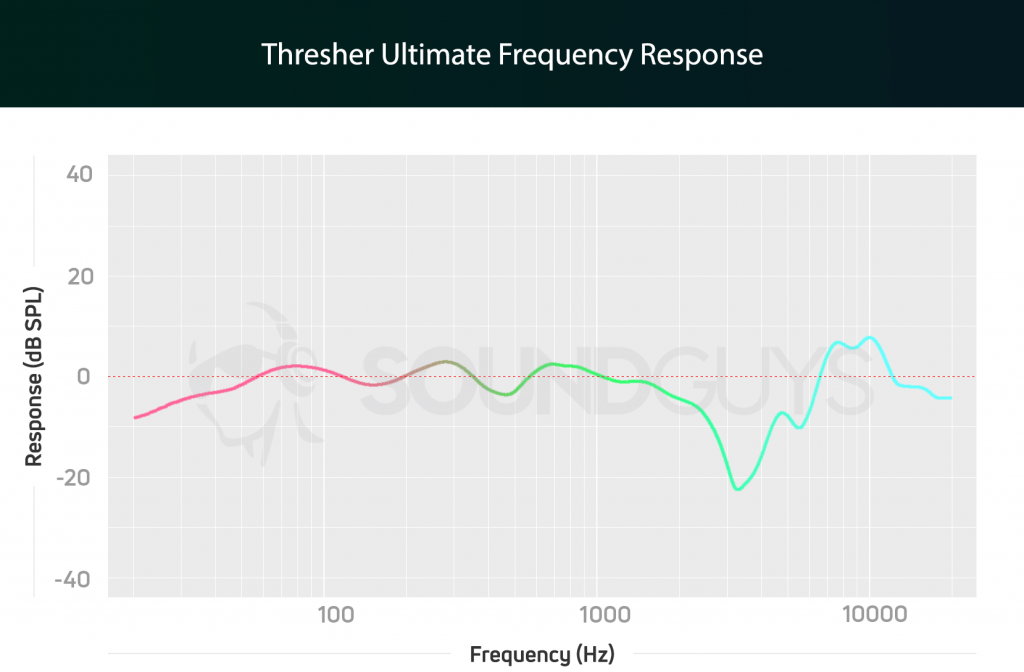 Thresher Ultimate Frequency Response
40
20
0
-20
-40
Response (dB SPL)
SOUNDGUYS
100
1000
10000
Frequency (Hz)